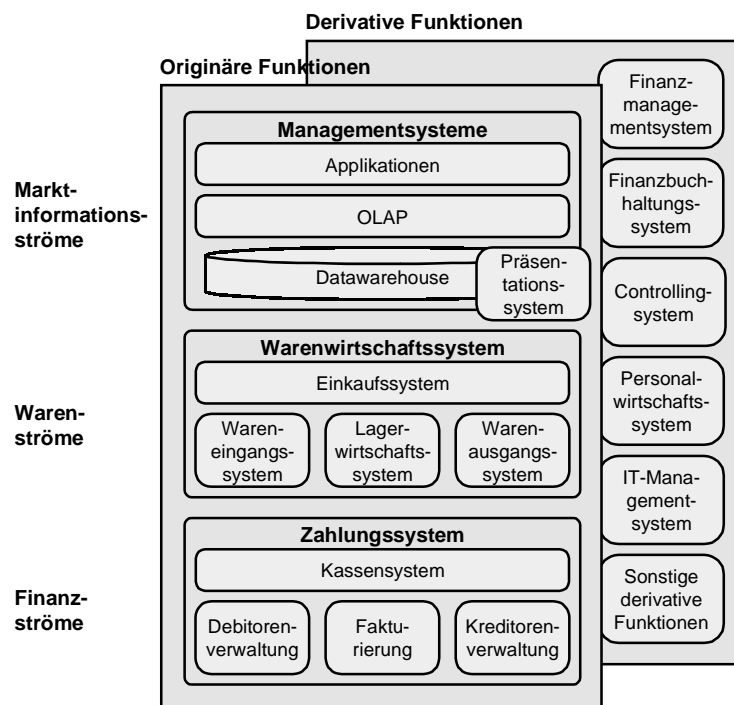 Derivative Funktionen
Originäre Funktionen
Markt-
informations-
ströme
Managementsysteme
Applikationen
OLAP
Datawarehouse
Präsen-
tations-
system
Waren-
ströme
Warenwirtschaftssystem
Einkaufssystem
Waren-
eingangs-
system
Lager-
wirtschafts-
system
Waren-
ausgangs-
system
Finanz-
ströme
Zahlungssystem
Kassensystem
Debitoren-
verwaltung
Faktu-
rierung
Kreditoren-
verwaltung
Finanz-
manage-
mentsystem
Finanzbuch-
haltungs-
system
Controlling-
system
Personal-
wirtschafts-
system
IT-Mana-
gement-
system
Sonstige
derivative
Funktionen